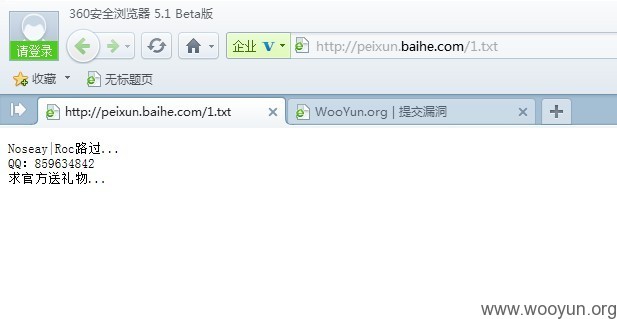 360安全浏览器 5.1 Beta版
请登录
企业 V http://peixun.baihe.com/1.txt
收藏 无标题页
http://peixun.baihe.com/1.txt WooYun.org | 提交漏洞
Noseay|Roc路过...
QQ: 859634842
求官方送礼物...
www.wooyun.org